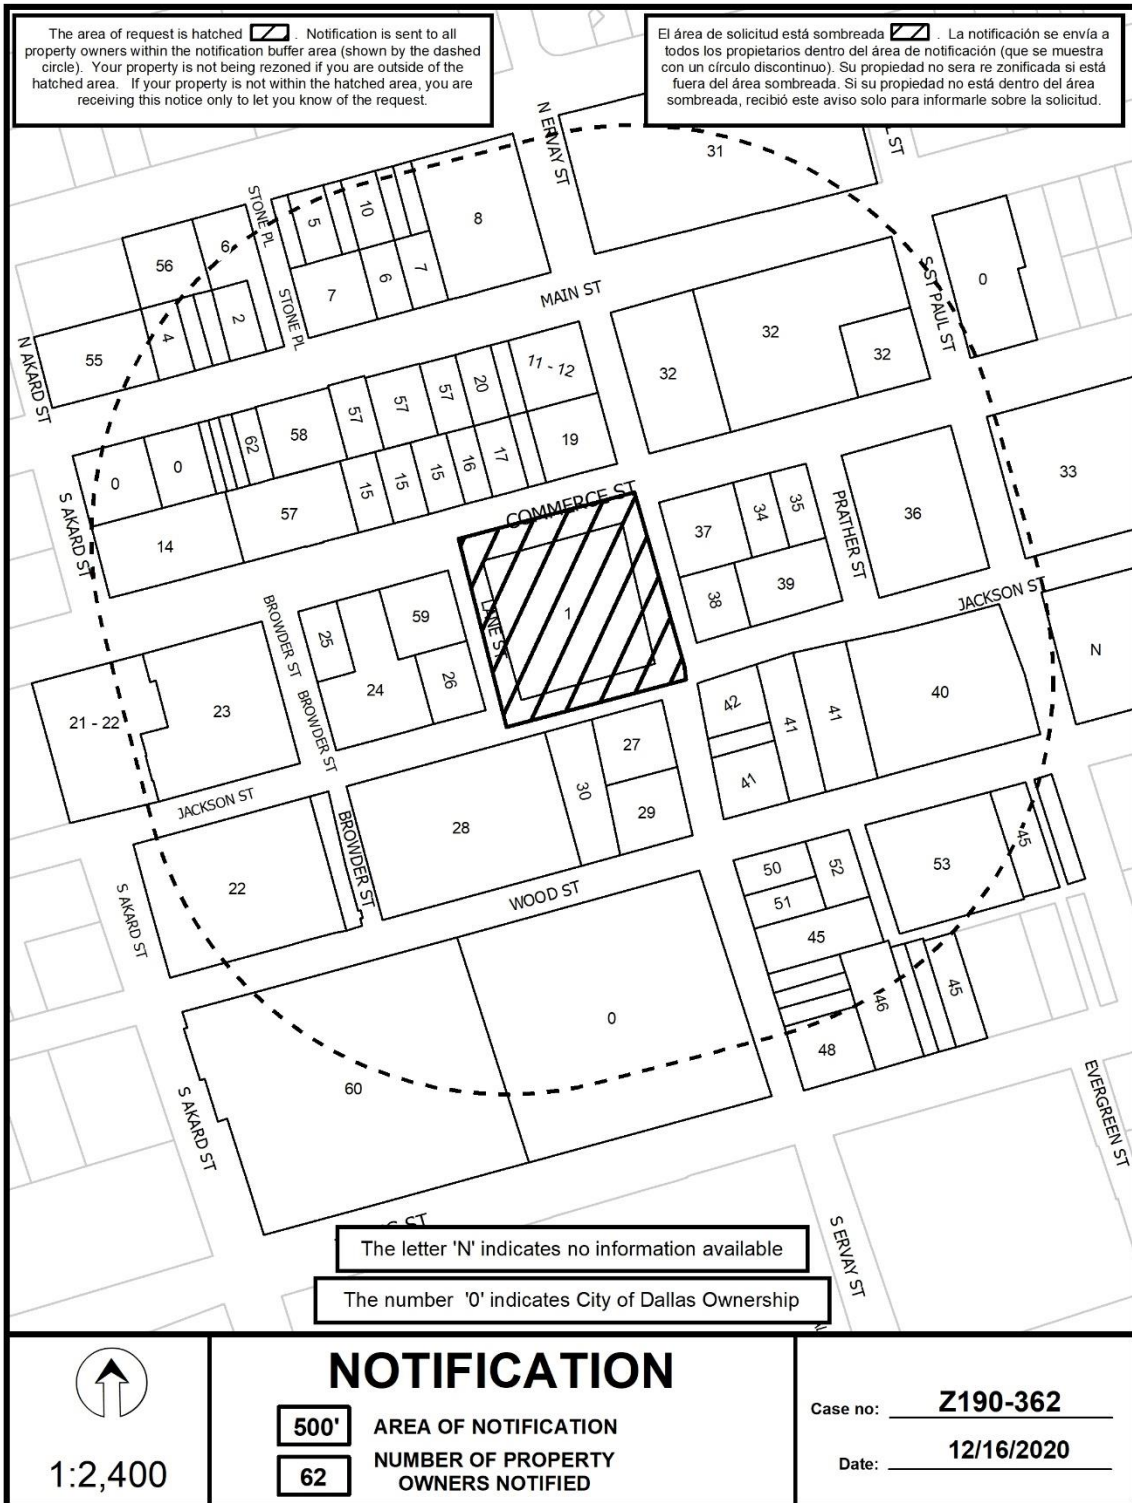 The area of request is hatched . Notification is sent to all
property owners within the notification buffer area (shown by the dashed
circle). Your property is not being rezoned if you are outside of the
hatched area. If your property is not within the hatched area, you are
receiving this notice only to let you know of the request.
El área de solicitud está sombreada . La notificación se envía a
todos los propietarios dentro del área de notificación (que se muestra
con un círculo discontinuo). Su propiedad no sera re zonificada si está
fuera del área sombreada. Si su propiedad no está dentro del área
sombreada, recibió este aviso solo para informarle sobre la solicitud.
N ERVAY ST
31
L ST
STONE PL
5
10
8
6
56
7
6
7
STONE PL
MAIN ST
S ST PAUL ST
0
N AKARD ST
55
4
2
32
32
32
11 - 12
20
57
57
57
58
62
0
0
19
17
16
15
15
15
57
14
S AKARD ST
33
COMMERCE ST
37
34
35
PRATHER ST
36
38
39
JACKSON ST
1
LANE ST
BROWDER ST
25
59
24
26
N
21 - 22
23
BROWDER ST
42
41
41
40
41
JACKSON ST
27
30
29
28
BROWDER ST
22
S AKARD ST
WOOD ST
50
52
51
53
45
45
46
45
48
0
60
S AKARD ST
EVERGREEN ST
S ERVAY ST
ST
The letter 'N' indicates no information available
The number '0' indicates City of Dallas Ownership
1:2,400
NOTIFICATION
500' AREA OF NOTIFICATION
62 NUMBER OF PROPERTY
OWNERS NOTIFIED
Case no: Z190-362
Date: 12/16/2020